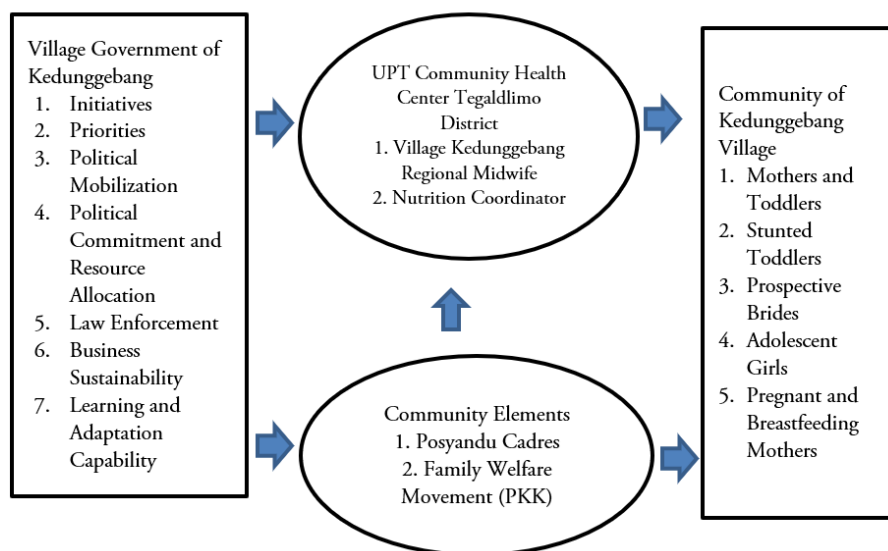 Village Government of
Kedunggebang
1. Initiatives
2. Priorities
3. Political
Mobilization
4. Political
Commitment and
Resource
Allocation
5. Law Enforcement
6. Business
Sustainability
7. Learning and
Adaptation
Capability
UPT Community Health
Center Tegaldlimo
District
1. Village Kedunggebang
Regional Midwife
2. Nutrition Coordinator
Community Elements
1. Posyandu Cadres
2. Family Welfare
Movement (PKK)
Community of
Kedunggebang
Village
1. Mothers and
Toddlers
2. Stunted
Toddlers
3. Prospective
Brides
4. Adolescent
Girls
5. Pregnant and
Breastfeeding
Mothers